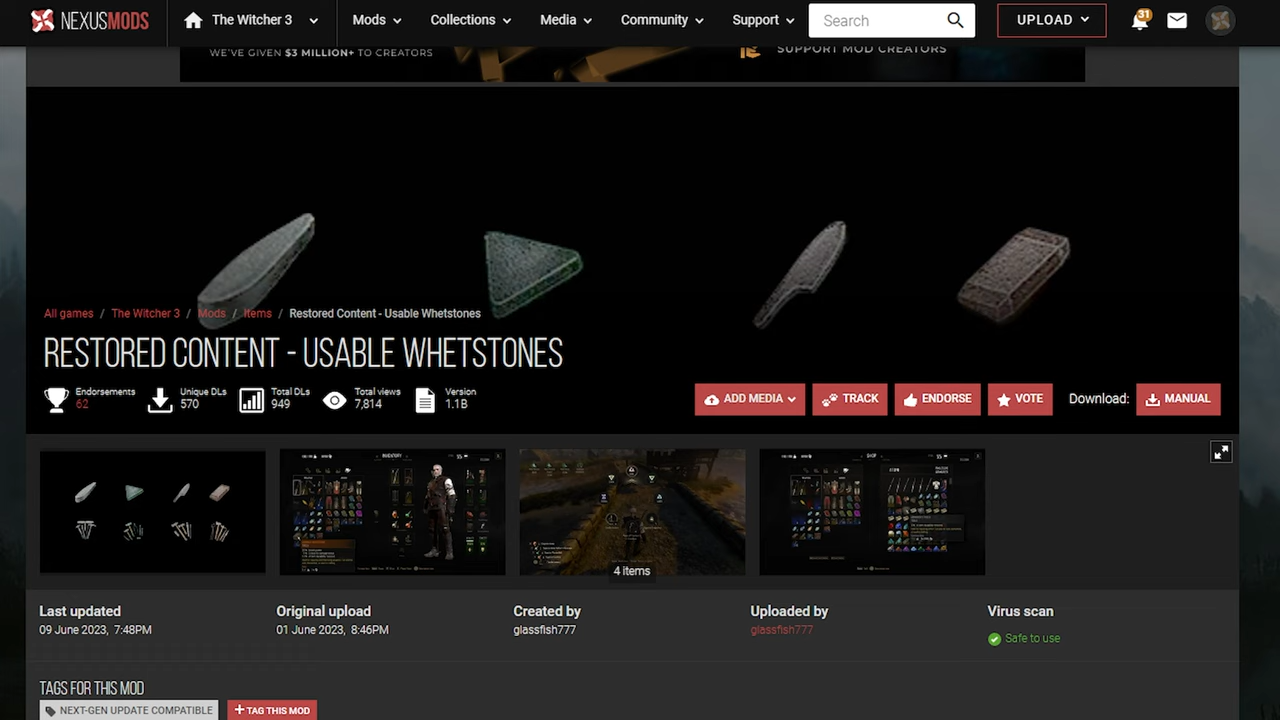 NEXUSMODS
The Witcher 3
Mods
Collections
Media
Community
Support
Search
UPLOAD
31
WE'VE GIVEN $3 MILLION+ TO CREATORS
SUPPORT MOD CREATORS
All games / The Witcher 3 / Mods / Items / Restored Content - Usable Whetstones
RESTORED CONTENT - USABLE WHETSTONES
Endorsements
62
Unique DLs
570
Total DLs
949
Total views
7,814
Version
1.1B
ADD MEDIA
TRACK
ENDORSE
VOTE
Download:
MANUAL
INVENTORY
SHOP
4 items
Last updated
09 June 2023, 7:48PM
Original upload
01 June 2023, 8:46PM
Created by
glassfish777
Uploaded by
glassfish777
Virus scan
Safe to use
TAGS FOR THIS MOD
NEXT-GEN UPDATE COMPATIBLE
+ TAG THIS MOD